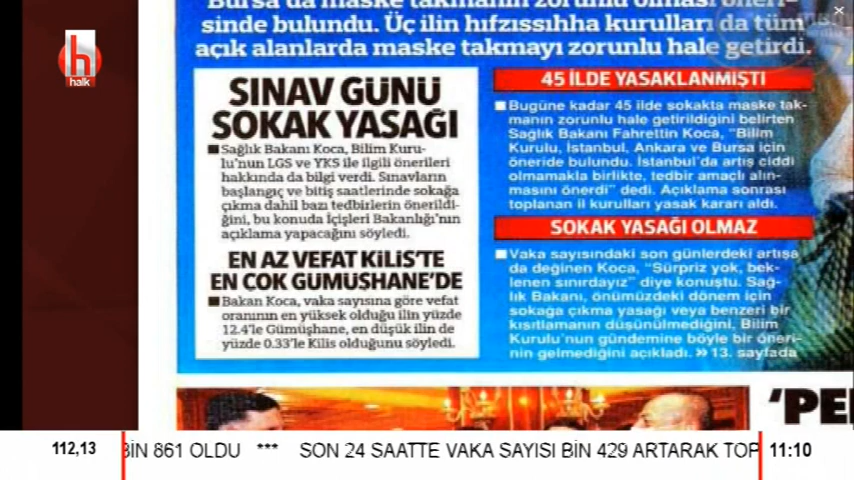 Bursa'da maske takmanın zorunlu olması öneri-
sinde bulundu. Üç ilin hıfzıssıhha kurulları da tüm
açık alanlarda maske takmayı zorunlu hale getirdi.
halk
SINAV GÜNÜ
SOKAK YASAĞI
Sağlık Bakanı Koca, Bilim Kuru-
lu'nun LGS ve YKS ile ilgili önerileri
hakkında da bilgi verdi. Sınavların
başlangıç ve bitiş saatlerinde sokağa
çıkma dahil bazı tedbirlerin önerildi-
ğini, bu konuda İçişleri Bakanlığı'nın
açıklama yapacağını söyledi.
EN AZ VEFAT KİLİS'TE
EN ÇOK GÜMÜŞHANE'DE
Bakan Koca, vaka sayısına göre vefat
oranının en yüksek olduğu ilin yüzde
12.4'le Gümüşhane, en düşük ilin de
yüzde 0.33'le Kilis olduğunu söyledi.
45 İLDE YASAKLANMIŞTI
Bugüne kadar 45 ilde sokakta maske tak-
manın zorunlu hale getirildiğini belirten
Sağlık Bakanı Fahrettin Koca, "Bilim
Kurulu, İstanbul, Ankara ve Bursa için
öneride bulundu. İstanbul'da artış ciddi
olmamakla birlikte, tedbir amaçlı alın-
masını önerdi" dedi. Açıklama sonrası
toplanan il kurulları yasak kararı aldı.
SOKAK YASAĞI OLMAZ
Vaka sayısındaki son günlerdeki artışa
da değinen Koca, "Sürpriz yok, bek-
lenen sınırdayız" diye konuştu. Sağ-
lık Bakanı, önümüzdeki dönem için
sokağa çıkma yasağı veya benzeri bir
kısıtlamanın düşünülmediğini, Bilim
Kurulu'nun gündemine böyle bir öneri-
nin gelmediğini açıkladı. » 13. sayfada
'PE
112,13
BİN 861 OLDU *** SON 24 SAATTE VAKA SAYISI BİN 429 ARTARAK TOP
11:10